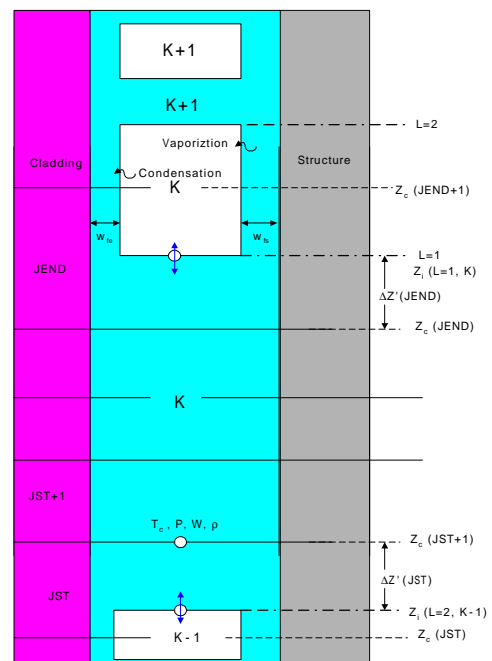 K+1
K+1
L=2
Vaporiztion
Cladding
Structure
Condensation
K
Z_c (JEND+1)
w_fe
w_fs
L=1
JEND
Z_i (L=1, K)
ΔZ'(JEND)
Z_c (JEND)
K
JST+1
T_c, P, W, ρ
Z_c (JST+1)
ΔZ'(JST)
JST
Z_i (L=2, K-1)
K-1
Z_c (JST)